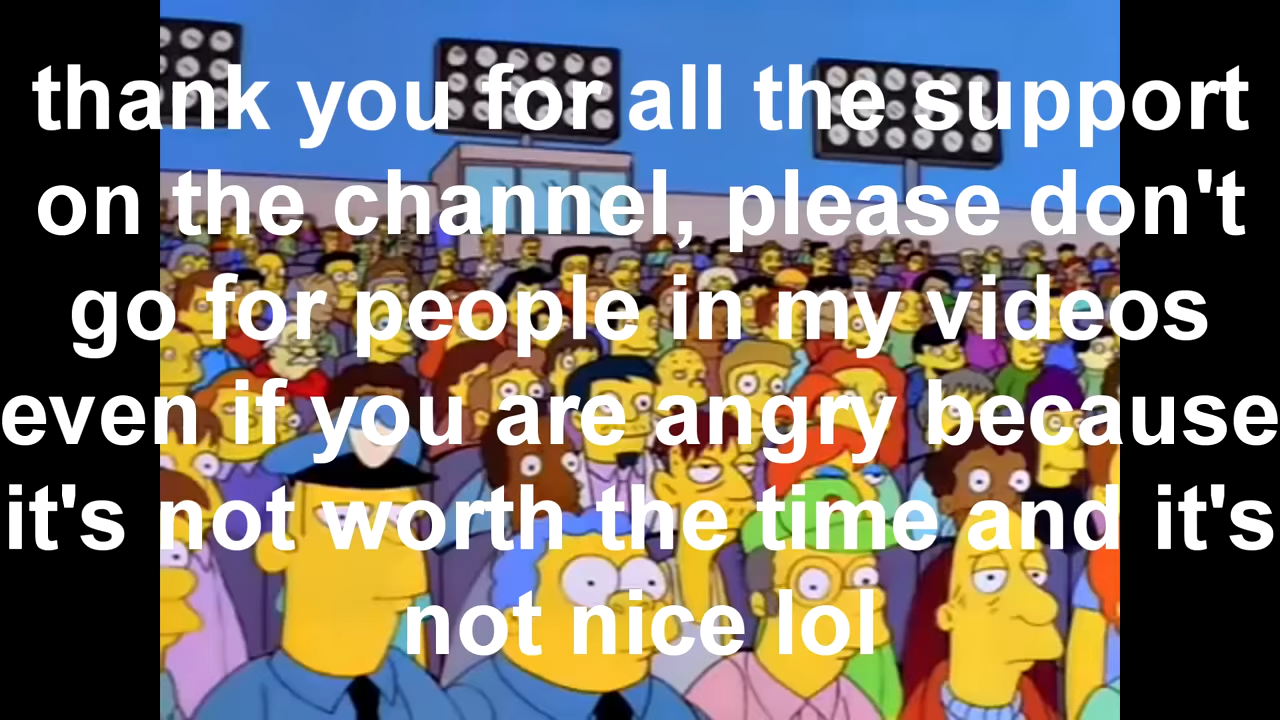 thank you for all the support
on the channel, please don't
go for people in my videos
even if you are angry because
it's not worth the time and it's
not nice lol